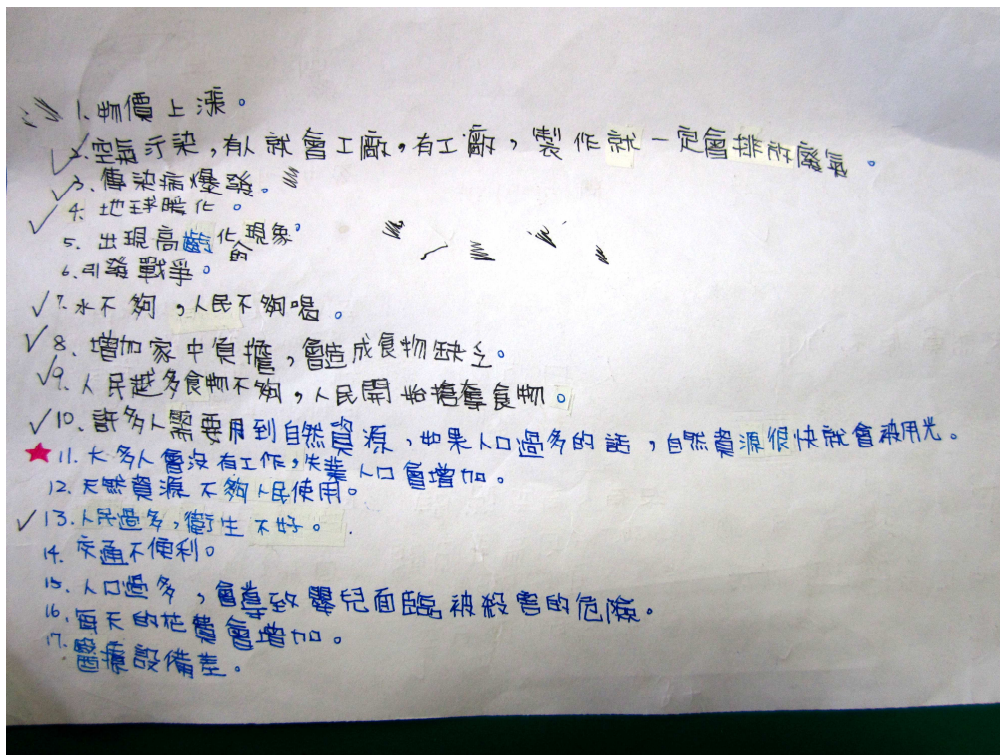 1. 物價上漲。
2. 空氣汙染，有人就會工廠，有工廠，製作就一定會排放廢氣。
3. 傳染病爆發。
4. 地球暖化。
5. 出現高齡化的現象。
6. 引發戰爭。
7. 水不夠，人民不夠喝。
8. 增加家中負擔，會造成食物缺乏。
9. 人民越多食物不夠，人民開始搶奪食物。
10. 許多人需要用到自然資源，如果人口過多的話，自然資源很快就會被用光。
11. 大多人會沒有工作，失業人口會增加。
12. 天然資源不夠人民使用。
13. 人民過多，衛生不好。
14. 交通不便利。
15. 人口過多，會導致嬰兒面臨被殺害的危險。
16. 每天的花費會增加。
17. 醫療設備差。